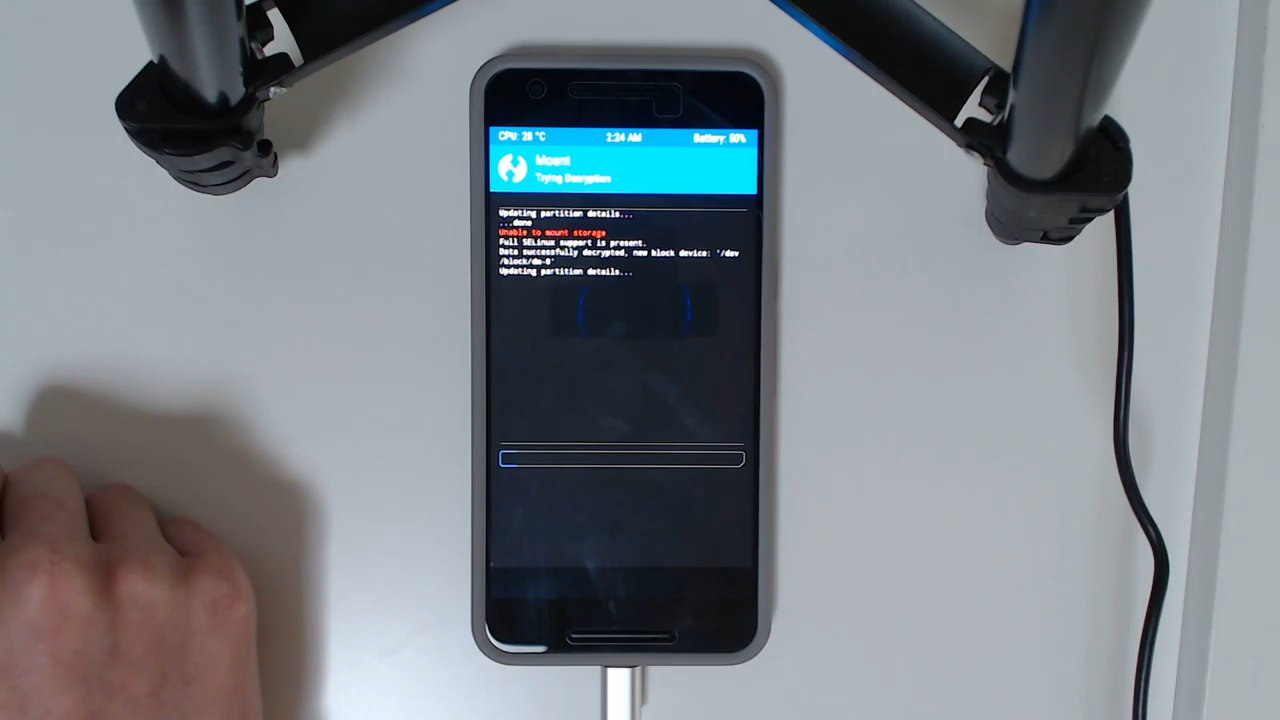 CPU: 28 °C
2:24 AM
Battery: 50%
Mount
Trying Decryption
Updating partition details...
...done
Unable to mount storage
Full SELinux support is present.
Data successfully decrypted, new block device: '/dev
/block/dm-0'
Updating partition details...